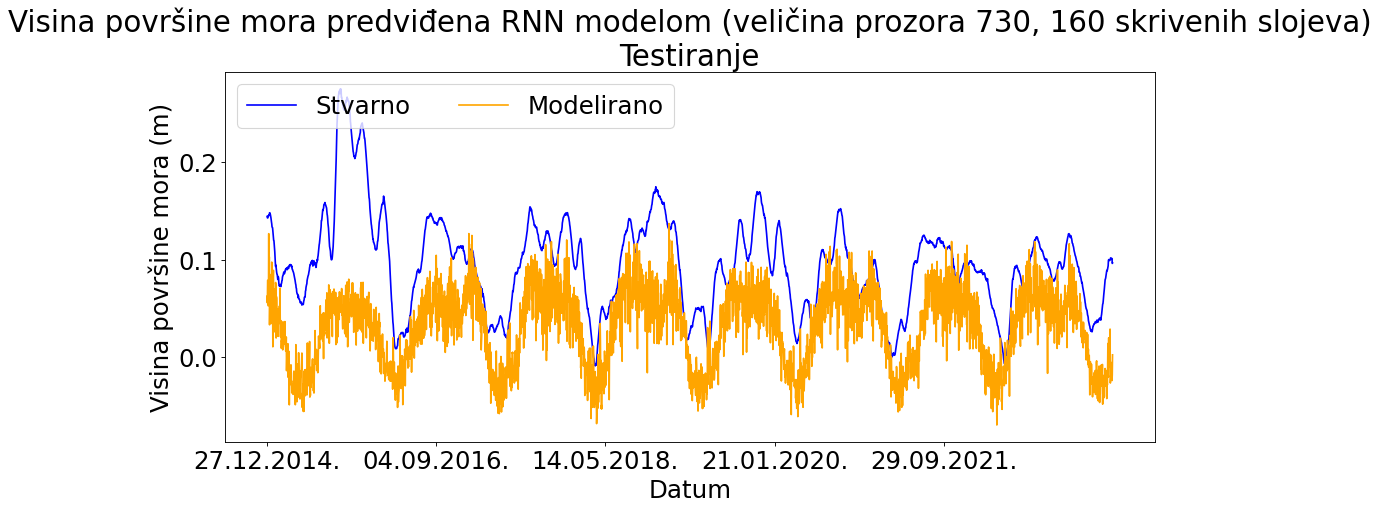 Visina površine mora predviđena RNN modelom (veličina prozora 730, 160 skrivenih slojeva)
Testiranje
Stvarno
Modelirano
Visina površine mora (m)
0.2
0.1
0.0
27.12.2014.
04.09.2016.
14.05.2018.
21.01.2020.
29.09.2021.
Datum